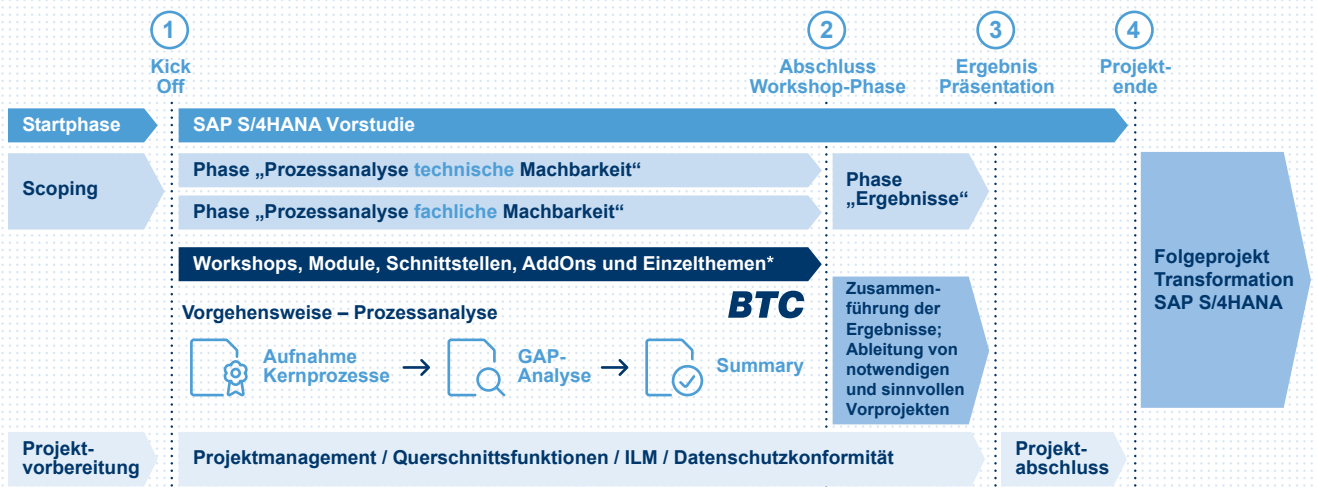 1
Kick
Off
2
Abschluss
Workshop-Phase
3
Ergebnis
Präsentation
4
Projekt-
ende
Startphase
SAP S/4HANA Vorstudie
Scoping
Phase „Prozessanalyse technische Machbarkeit“
Phase „Prozessanalyse fachliche Machbarkeit“
Phase
„Ergebnisse“
Workshops, Module, Schnittstellen, AddOns und Einzelthemen*
Vorgehensweise – Prozessanalyse
BTC
Aufnahme
Kernprozesse
GAP-
Analyse
Summary
Zusammen-
führung der
Ergebnisse;
Ableitung von
notwendigen
und sinnvollen
Vorprojekten
Folgeprojekt
Transformation
SAP S/4HANA
Projekt-
vorbereitung
Projektmanagement / Querschnittsfunktionen / ILM / Datenschutzkonformität
Projekt-
abschluss